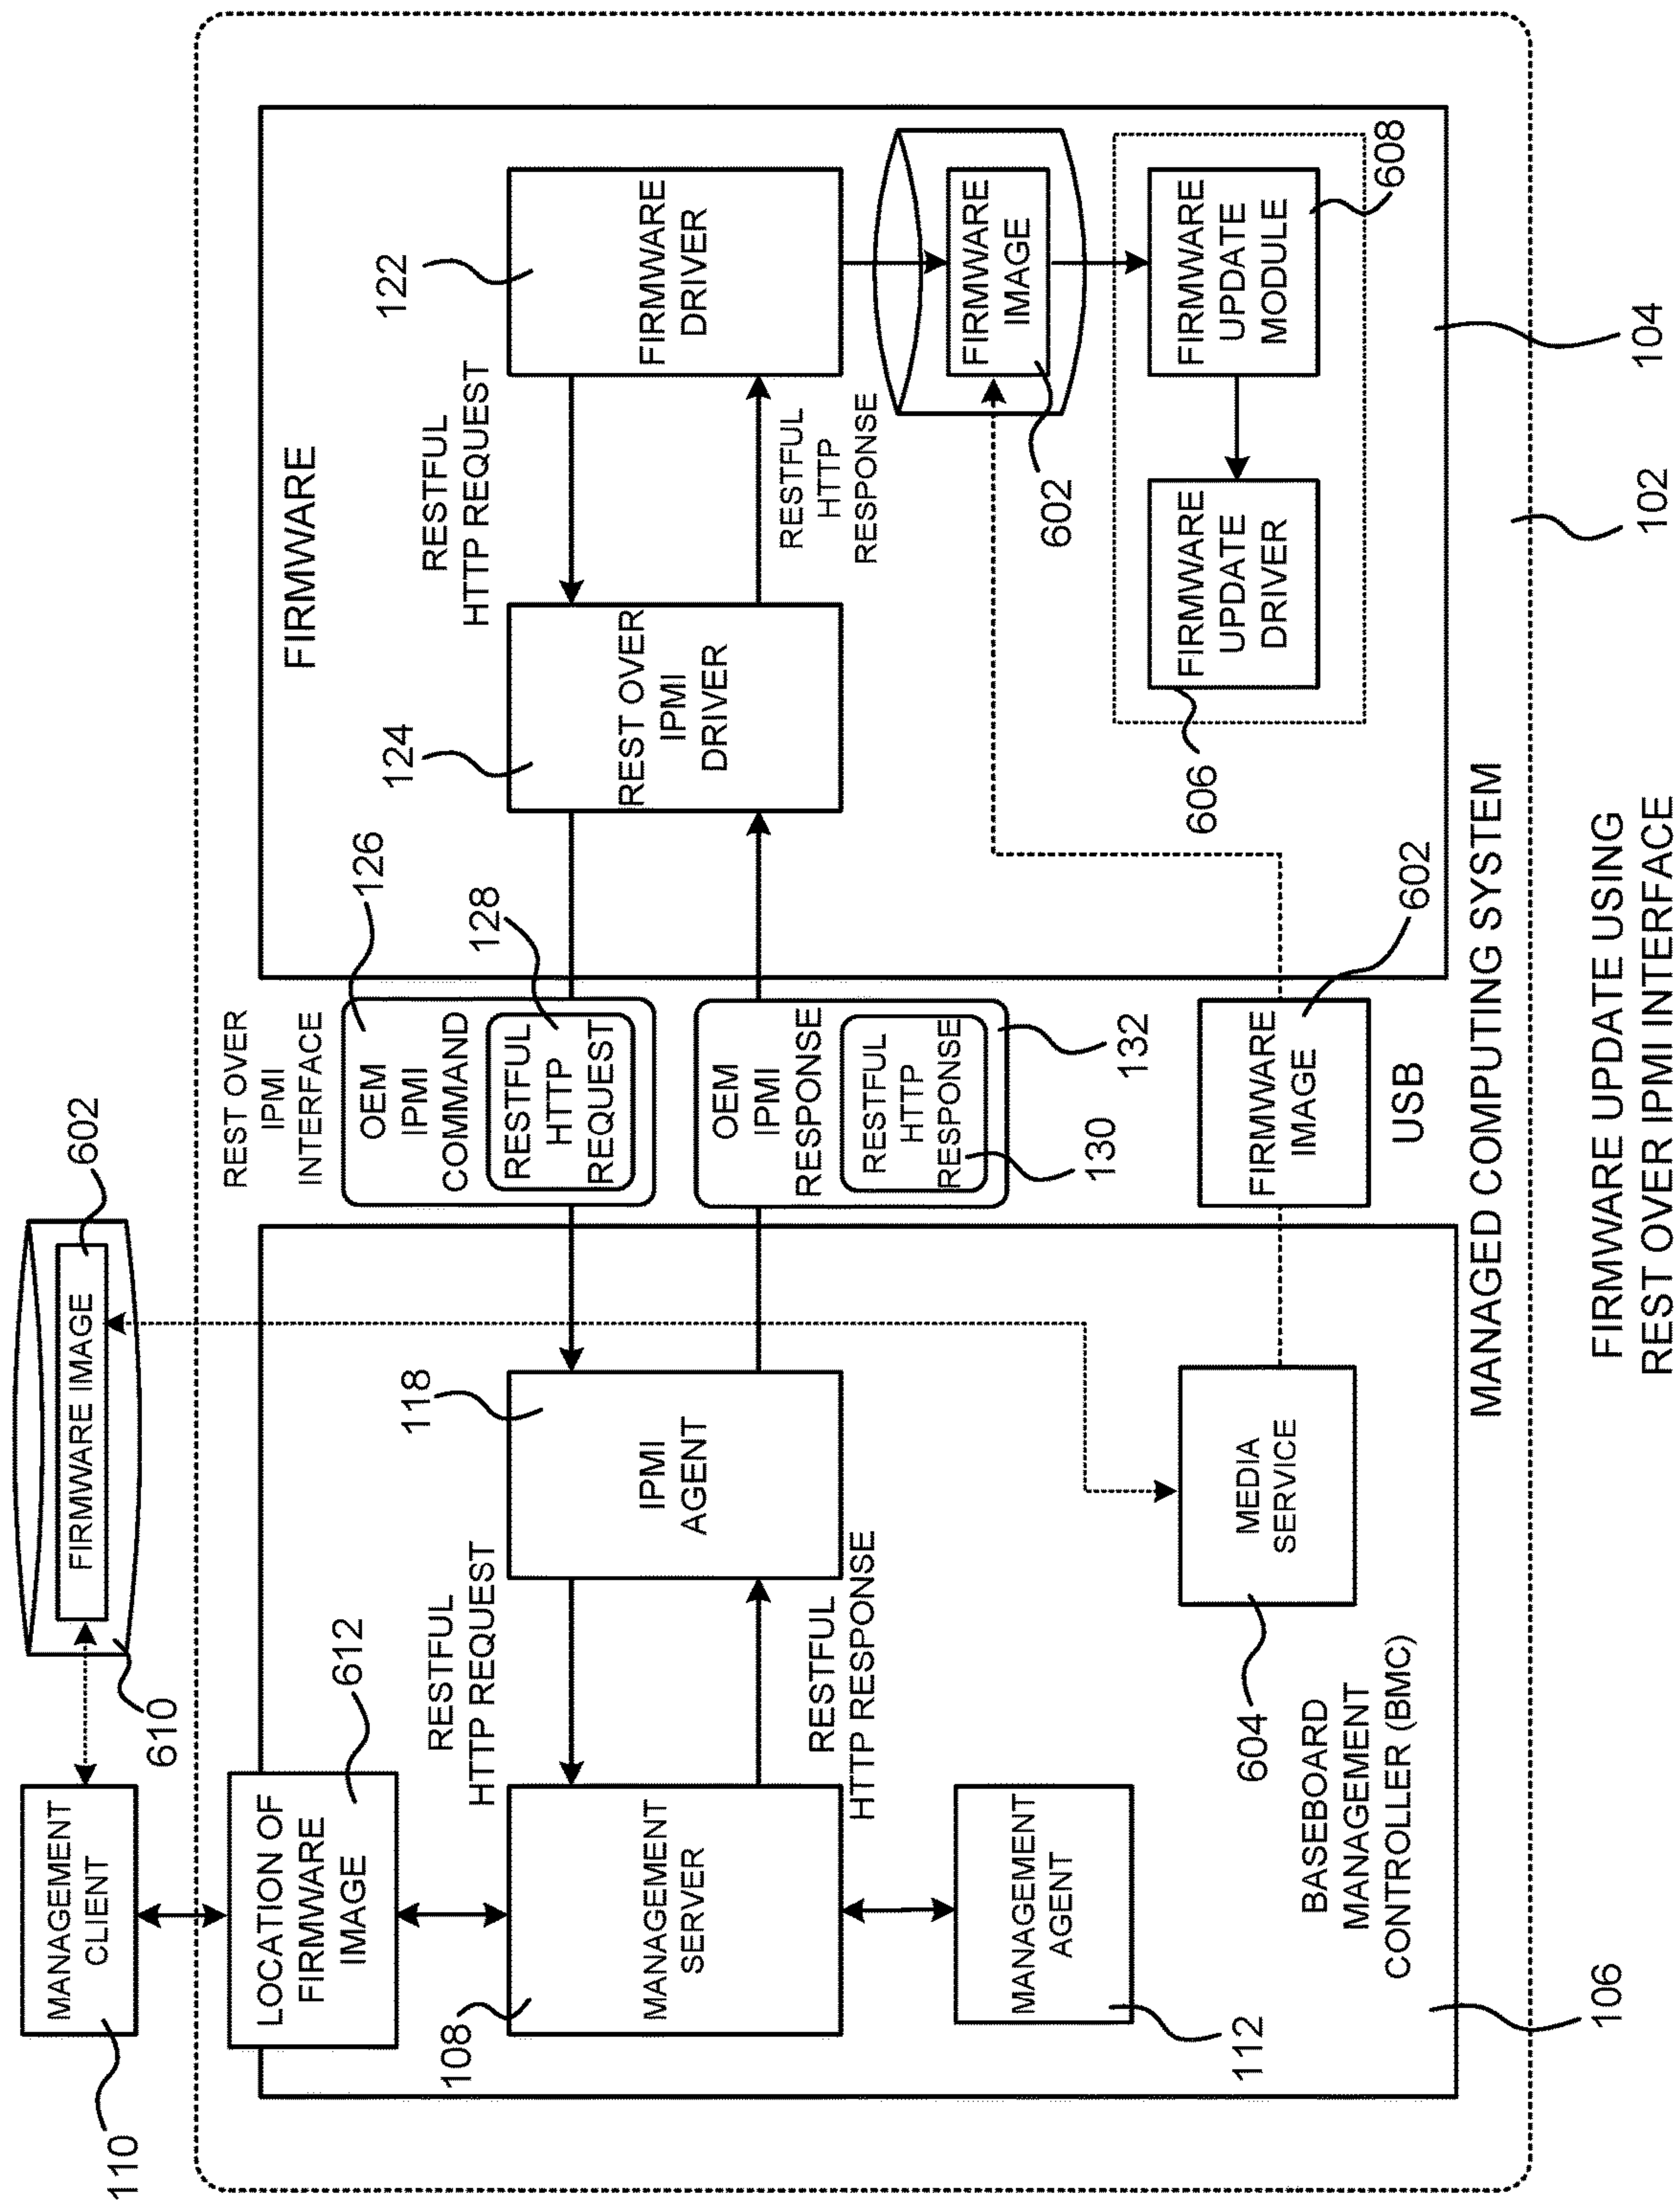 110
MANAGEMENT
CLIENT
610
FIRMWARE IMAGE
602
LOCATION OF
FIRMWARE
IMAGE
612
108
MANAGEMENT
SERVER
RESTFUL
HTTP REQUEST
RESTFUL
HTTP RESPONSE
118
IPMI
AGENT
MANAGEMENT
AGENT
112
604
MEDIA
SERVICE
BASEBOARD
MANAGEMENT
CONTROLLER (BMC)
106
REST OVER
IPMI
INTERFACE
OEM
IPMI
COMMAND
126
RESTFUL
HTTP
REQUEST
128
OEM
IPMI
RESPONSE
RESTFUL
HTTP
RESPONSE
130
132
FIRMWARE
IMAGE
602
USB
FIRMWARE
124
REST OVER
IPMI
DRIVER
RESTFUL
HTTP REQUEST
RESTFUL
HTTP
RESPONSE
122
FIRMWARE
DRIVER
FIRMWARE
IMAGE
602
606
FIRMWARE
UPDATE
DRIVER
FIRMWARE
UPDATE
MODULE
608
104
102
MANAGED COMPUTING SYSTEM
FIRMWARE UPDATE USING
REST OVER IPMI INTERFACE